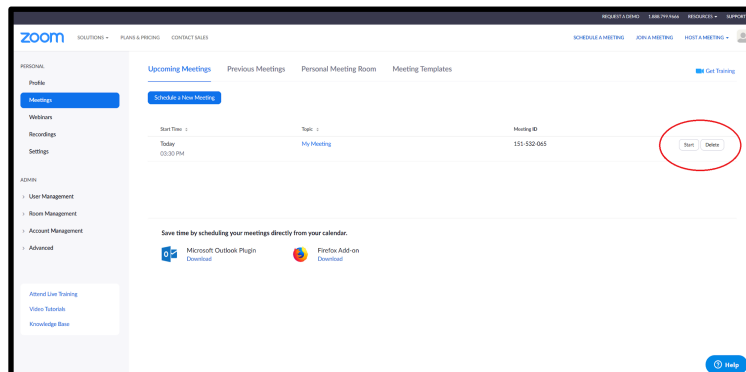 REQUEST A DEMO 1.888.799.9666 RESOURCES SUPPORT
zoom SOLUTIONS PLANS & PRICING CONTACT SALES SCHEDULE A MEETING JOIN A MEETING HOST A MEETING
PERSONAL
Profile
Meetings
Webinars
Recordings
Settings
ADMIN
User Management
Room Management
Account Management
Advanced
Attend Live Training
Video Tutorials
Knowledge Base
Upcoming Meetings Previous Meetings Personal Meeting Room Meeting Templates
Get Training
Schedule a New Meeting
Start Time Topic Meeting ID
Today My Meeting 151-532-065 Start Delete
03:30 PM
Save time by scheduling your meetings directly from your calendar.
Microsoft Outlook Plugin
Download
Firefox Add-on
Download
Help